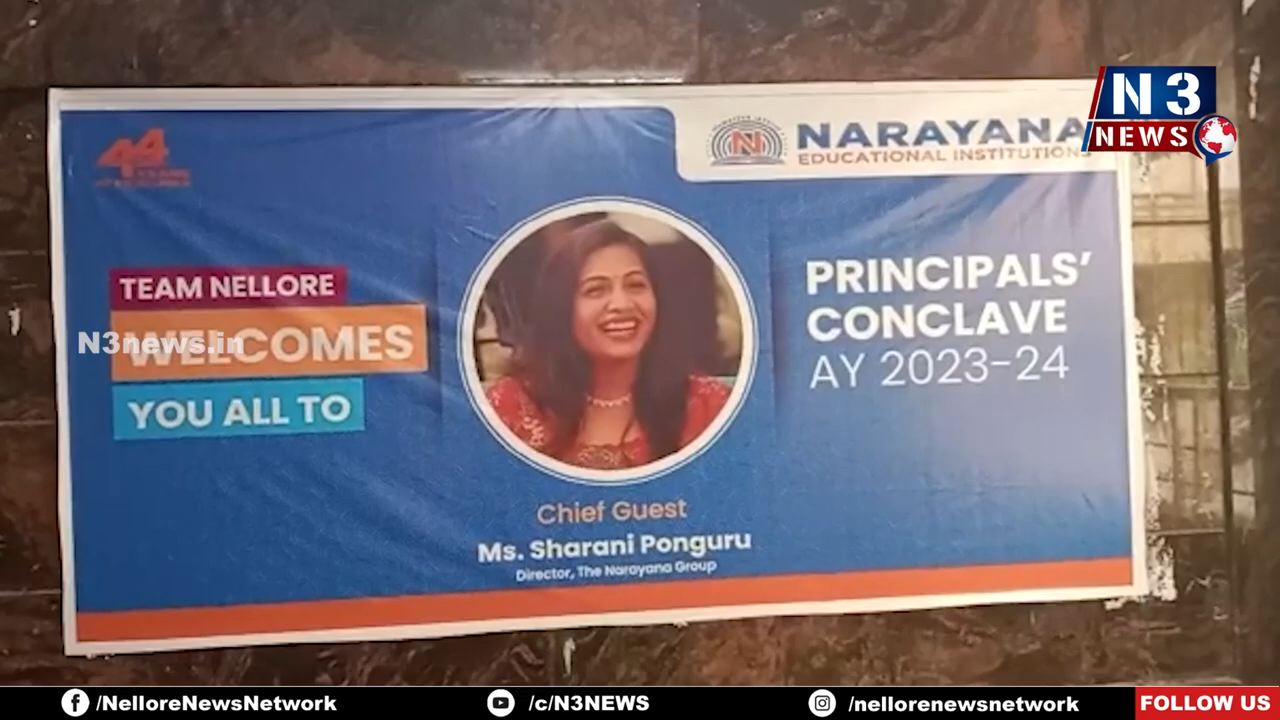 N3
NEWS
44
NARAYANA
EDUCATIONAL INSTITUTIONS
TEAM NELLORE
WELCOMES
YOU ALL TO
N3news.in
PRINCIPALS’
CONCLAVE
AY 2023-24
Chief Guest
Ms. Sharani Ponguru
Director, The Narayana Group
/NelloreNewsNetwork
/c/N3NEWS
/nellorenewsnetwork
FOLLOW US